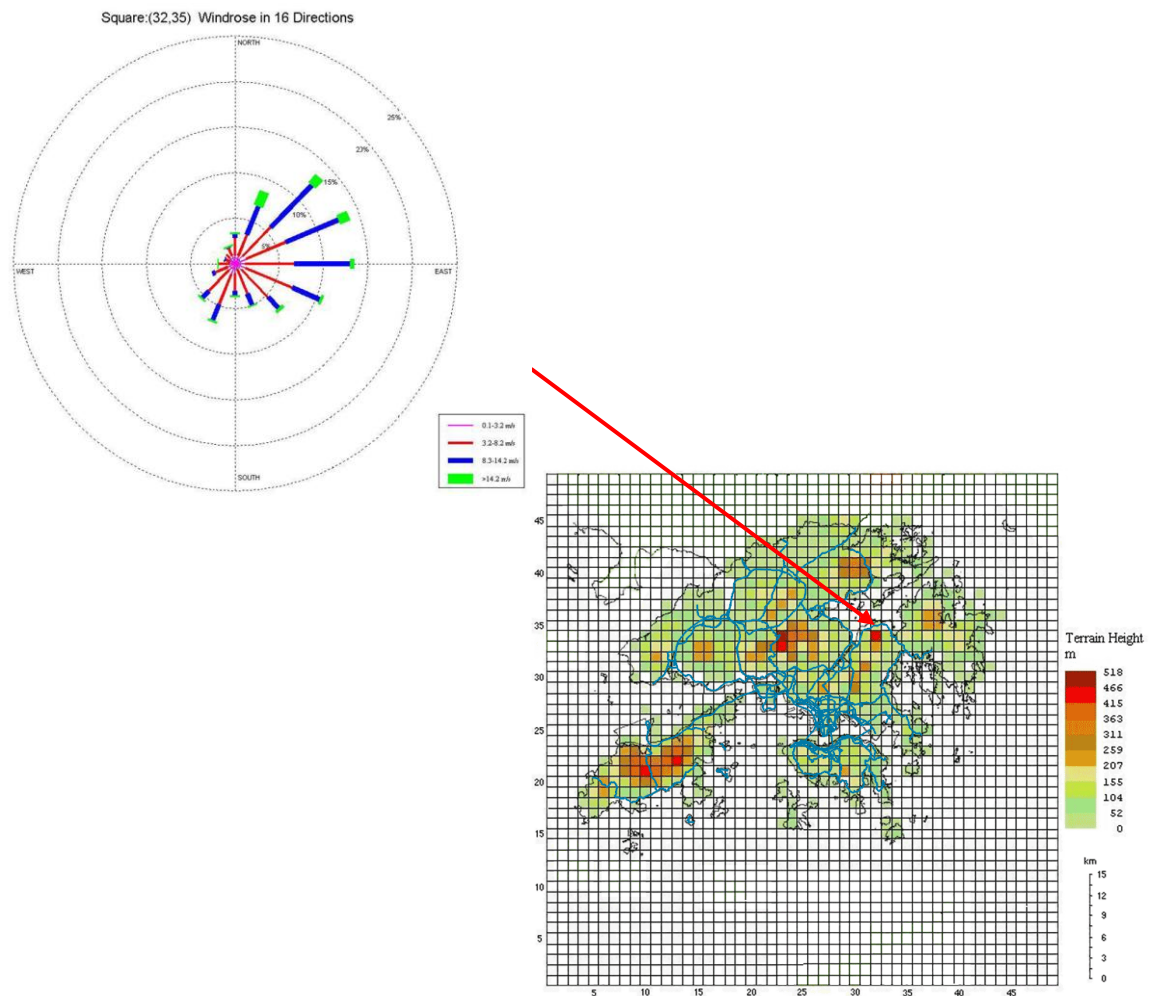 Square:(32,35) Windrose in 16 Directions
NORTH
25%
20%
15%
10%
5%
WEST
EAST
SOUTH
0.1-3.2 m/s
3.2-8.2 m/s
8.3-14.2 m/s
>14.2 m/s
45
40
35
30
25
20
15
10
5
5 10 15 20 25 30 35 40 45
Terrain Height
m
518
466
415
363
311
259
207
155
104
52
0
km
15
12
9
6
3
0